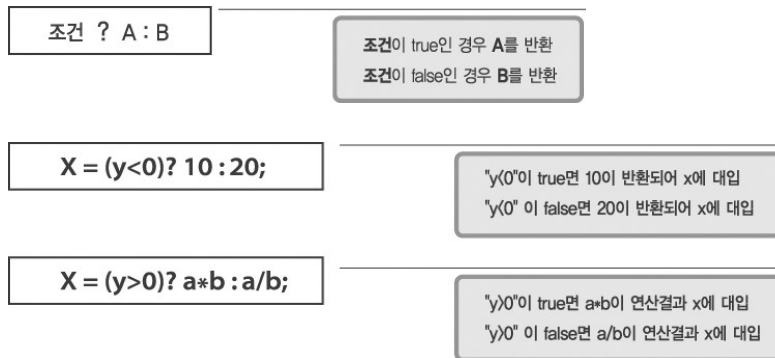 조건 ? A : B
조건이 true인 경우 A를 반환
조건이 false인 경우 B를 반환
X = (y<0)? 10 : 20;
"y<0"이 true면 10이 반환되어 x에 대입
"y<0" 이 false면 20이 반환되어 x에 대입
X = (y>0)? a*b : a/b;
"y>0"이 true면 a*b이 연산결과 x에 대입
"y>0" 이 false면 a/b이 연산결과 x에 대입